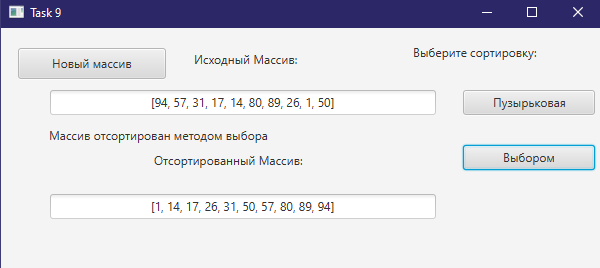 Task 9
Новый массив
Исходный Массив:
Выберите сортировку:
[94, 57, 31, 17, 14, 80, 89, 26, 1, 50]
Пузырьковая
Массив отсортирован методом выбора
Выбором
Отсортированный Массив:
[1, 14, 17, 26, 31, 50, 57, 80, 89, 94]